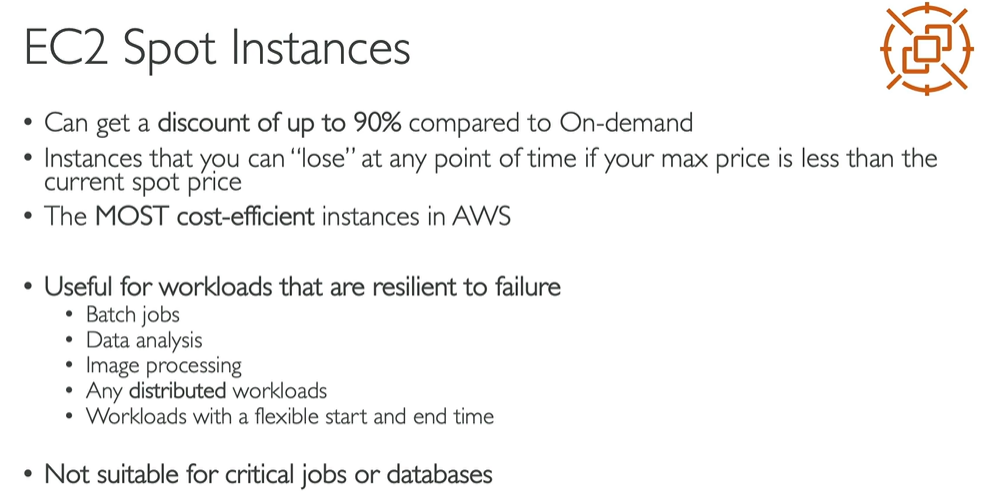 EC2 Spot Instances
• Can get a discount of up to 90% compared to On-demand
• Instances that you can “lose” at any point of time if your max price is less than the
current spot price
• The MOST cost-efficient instances in AWS
• Useful for workloads that are resilient to failure
• Batch jobs
• Data analysis
• Image processing
• Any distributed workloads
• Workloads with a flexible start and end time
• Not suitable for critical jobs or databases